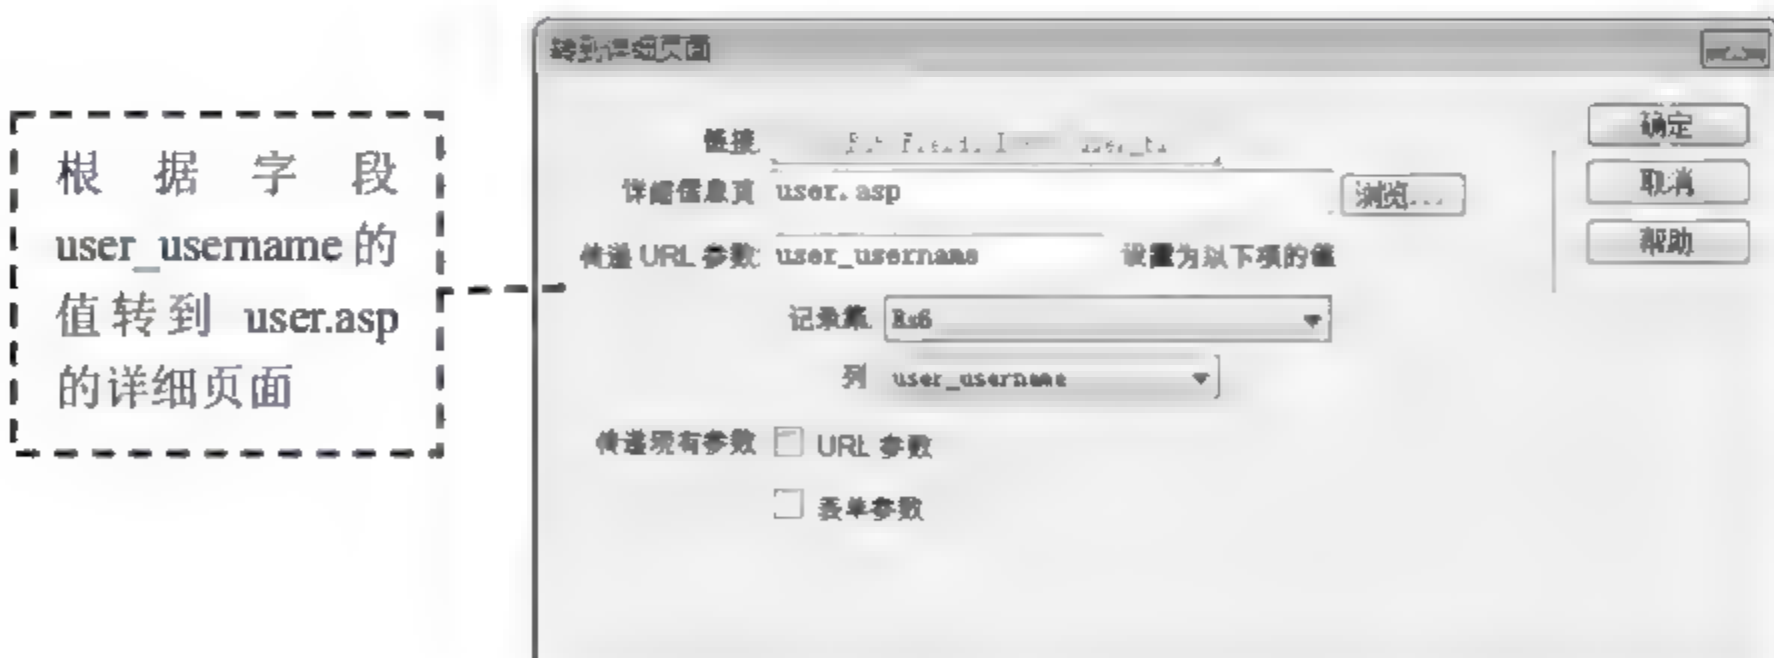 根据字段
user_username的
值转到 user.asp
的详细页面
转到详细页面
链接
详细信息页 user.asp 浏览...
传递 URL 参数: user_username 设置为以下项的值
记录集 Rs6
列 user_username
传递现有参数 URL 参数
表单参数
确定
取消
帮助